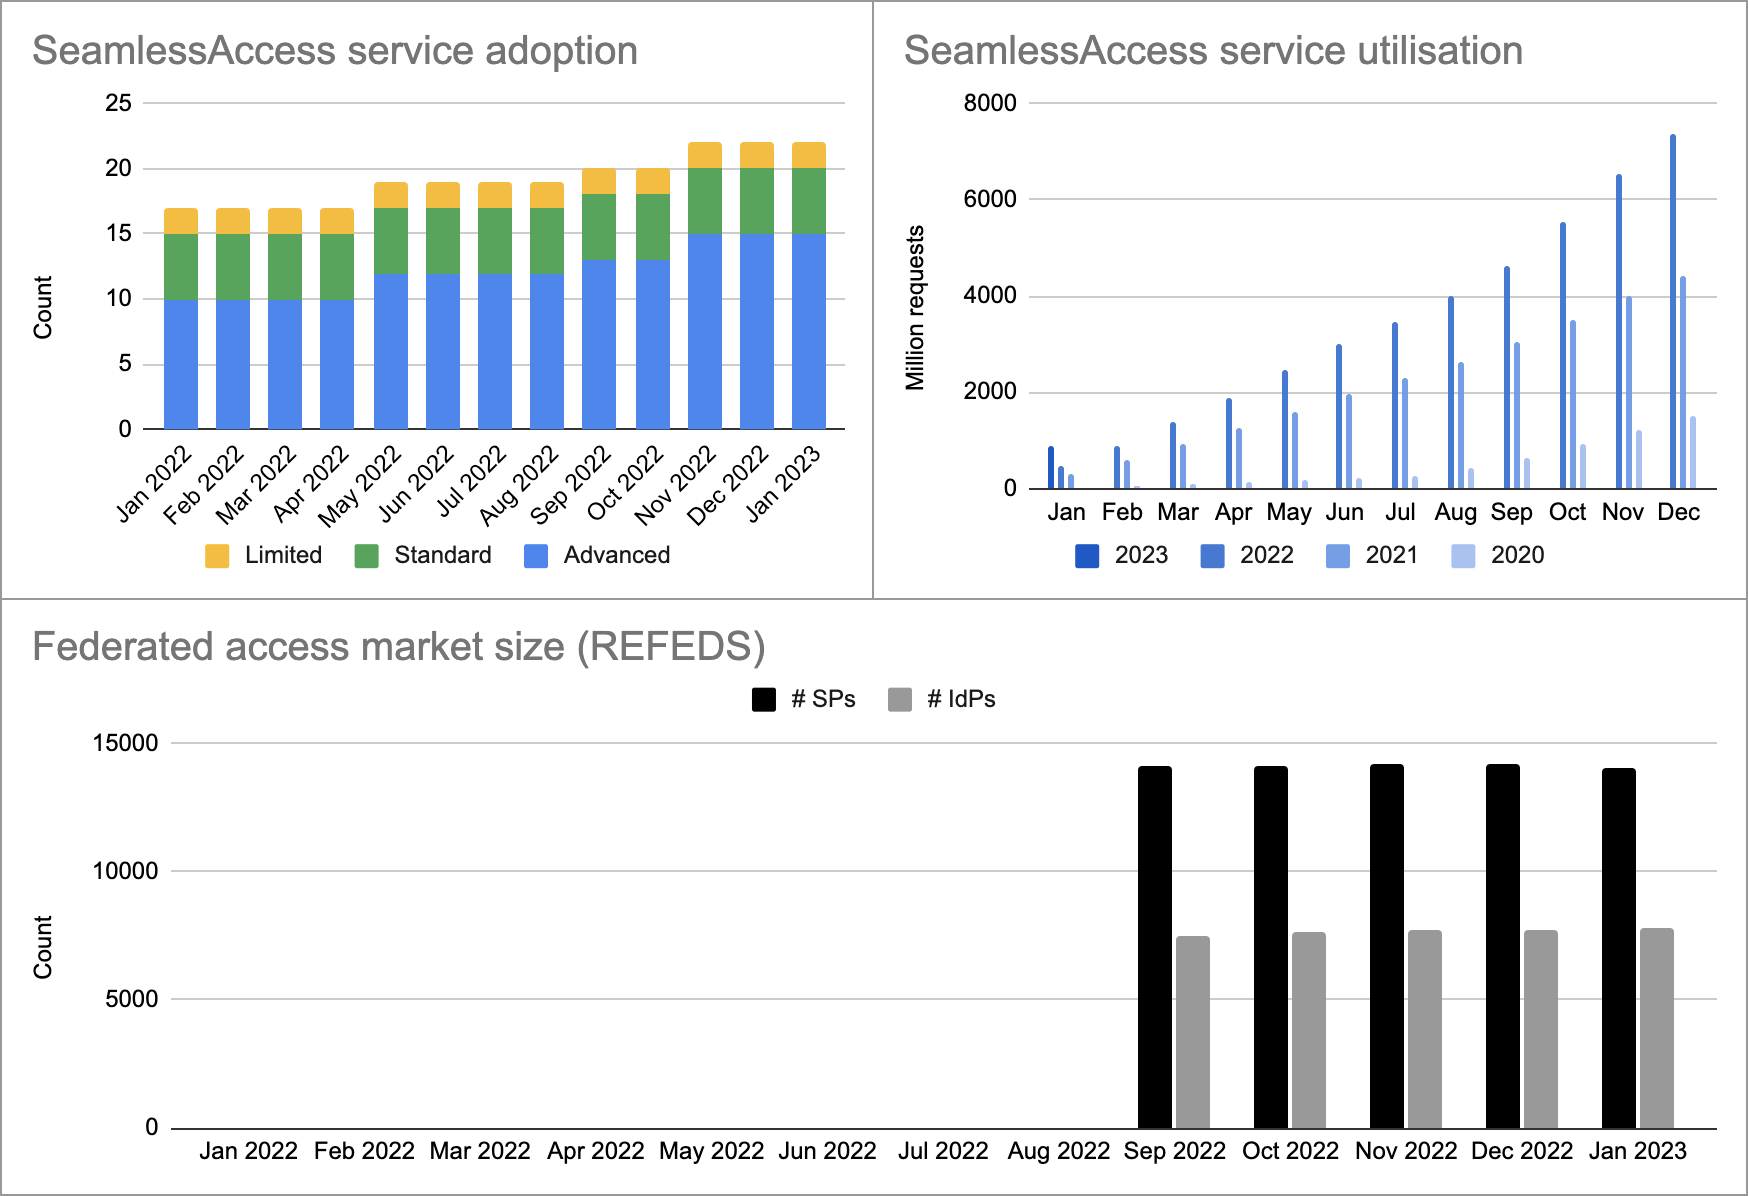 SeamlessAccess service adoption
25
20
15
10
5
0
Count
Jan 2022 Feb 2022 Mar 2022 Apr 2022 May 2022 Jun 2022 Jul 2022 Aug 2022 Sep 2022 Oct 2022 Nov 2022 Dec 2022 Jan 2023
Limited Standard Advanced
SeamlessAccess service utilisation
8000
6000
4000
2000
0
Million requests
Jan Feb Mar Apr May Jun Jul Aug Sep Oct Nov Dec
2023 2022 2021 2020
Federated access market size (REFEDS)
# SPs # IdPs
15000
10000
5000
0
Count
Jan 2022 Feb 2022 Mar 2022 Apr 2022 May 2022 Jun 2022 Jul 2022 Aug 2022 Sep 2022 Oct 2022 Nov 2022 Dec 2022 Jan 2023